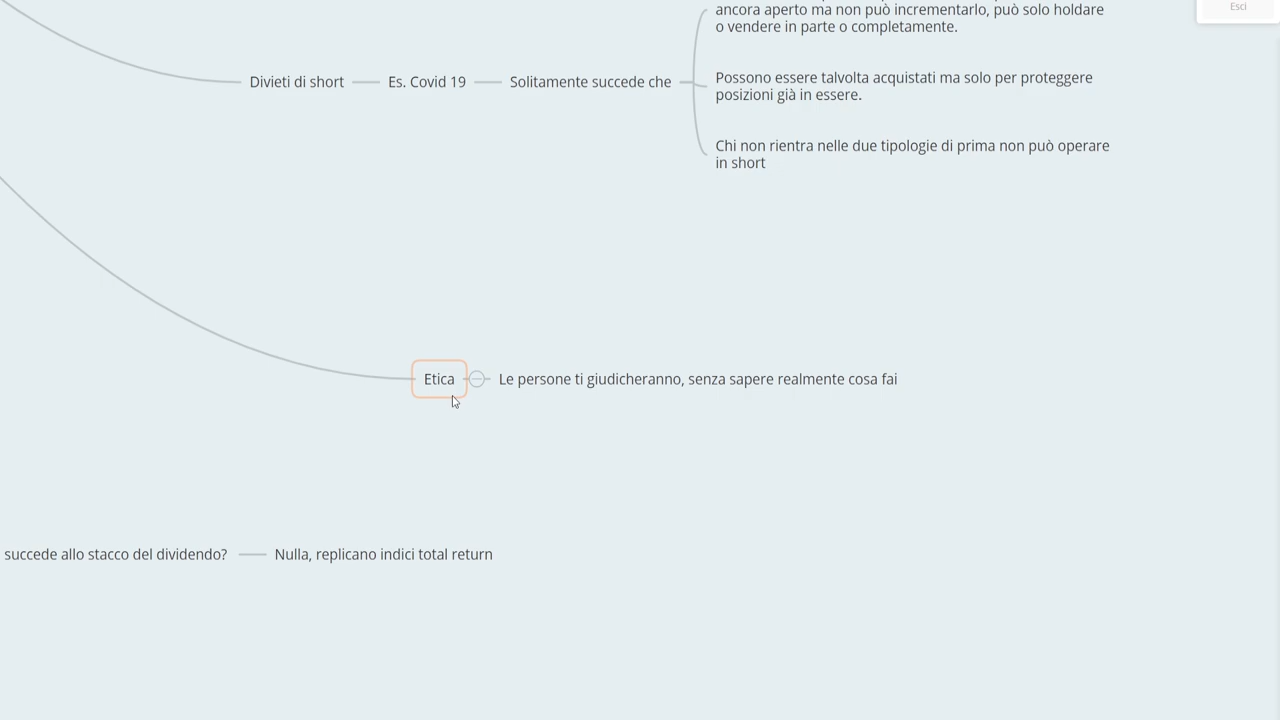 Esci
ancora aperto ma non può incrementarlo, può solo holdare
o vendere in parte o completamente.
Divieti di short
Es. Covid 19
Solitamente succede che
Possono essere talvolta acquistati ma solo per proteggere
posizioni già in essere.
Chi non rientra nelle due tipologie di prima non può operare
in short
Etica
Le persone ti giudicheranno, senza sapere realmente cosa fai
succede allo stacco del dividendo?
Nulla, replicano indici total return